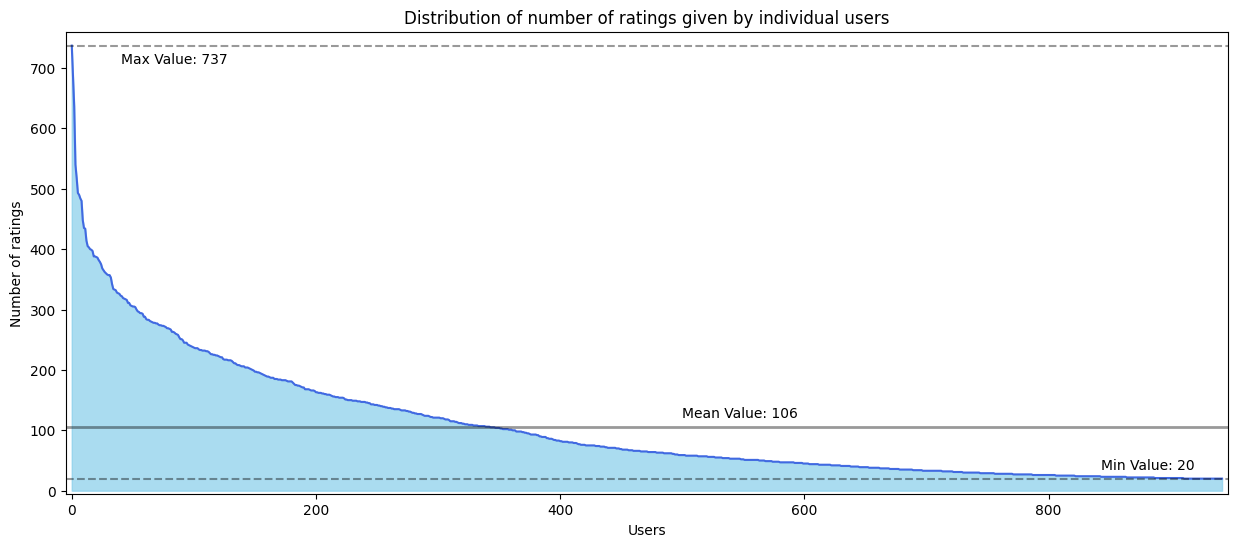 Distribution of number of ratings given by individual users
Max Value: 737
700
600
500
400
300
200
100
0
Number of ratings
Mean Value: 106
Min Value: 20
0 200 400 600 800
Users